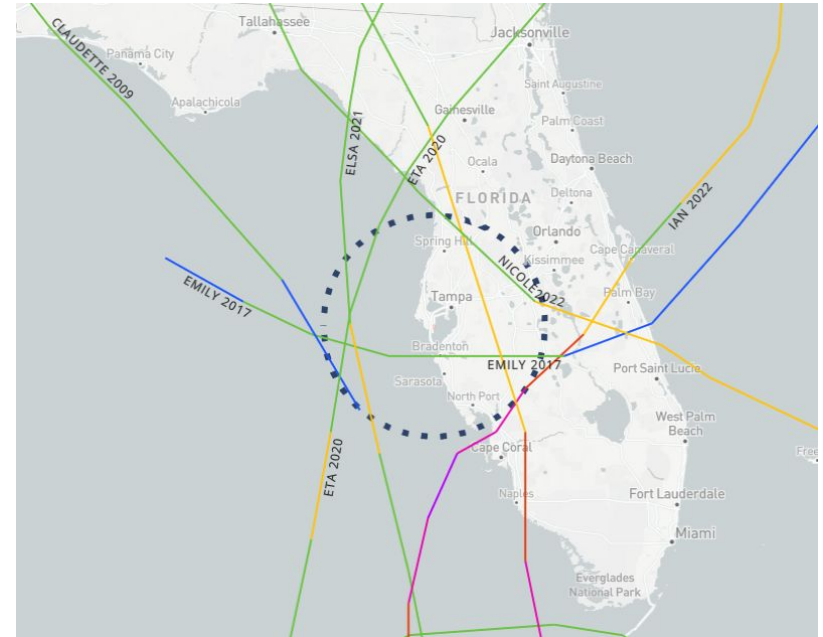 Tallahassee
Jacksonville
CLAUDETTE 2009
Panama City
Saint Augustine
Apalachicola
Gainesville
Palm Coast
ELSA 2021
ETA 2020
Ocala
Daytona Beach
FLORIDA
Deltona
IAN 2022
Orlando
Spring Hill
Cape Canaveral
Kissimmee
NICOLE 2022
EMILY 2017
Tampa
Palm Bay
Bradenton
EMILY 2017
Port Saint Lucie
Sarasota
North Port
West Palm
Beach
Cape Coral
Free
ETA 2020
Naples
Fort Lauderdale
Miami
Everglades
National Park